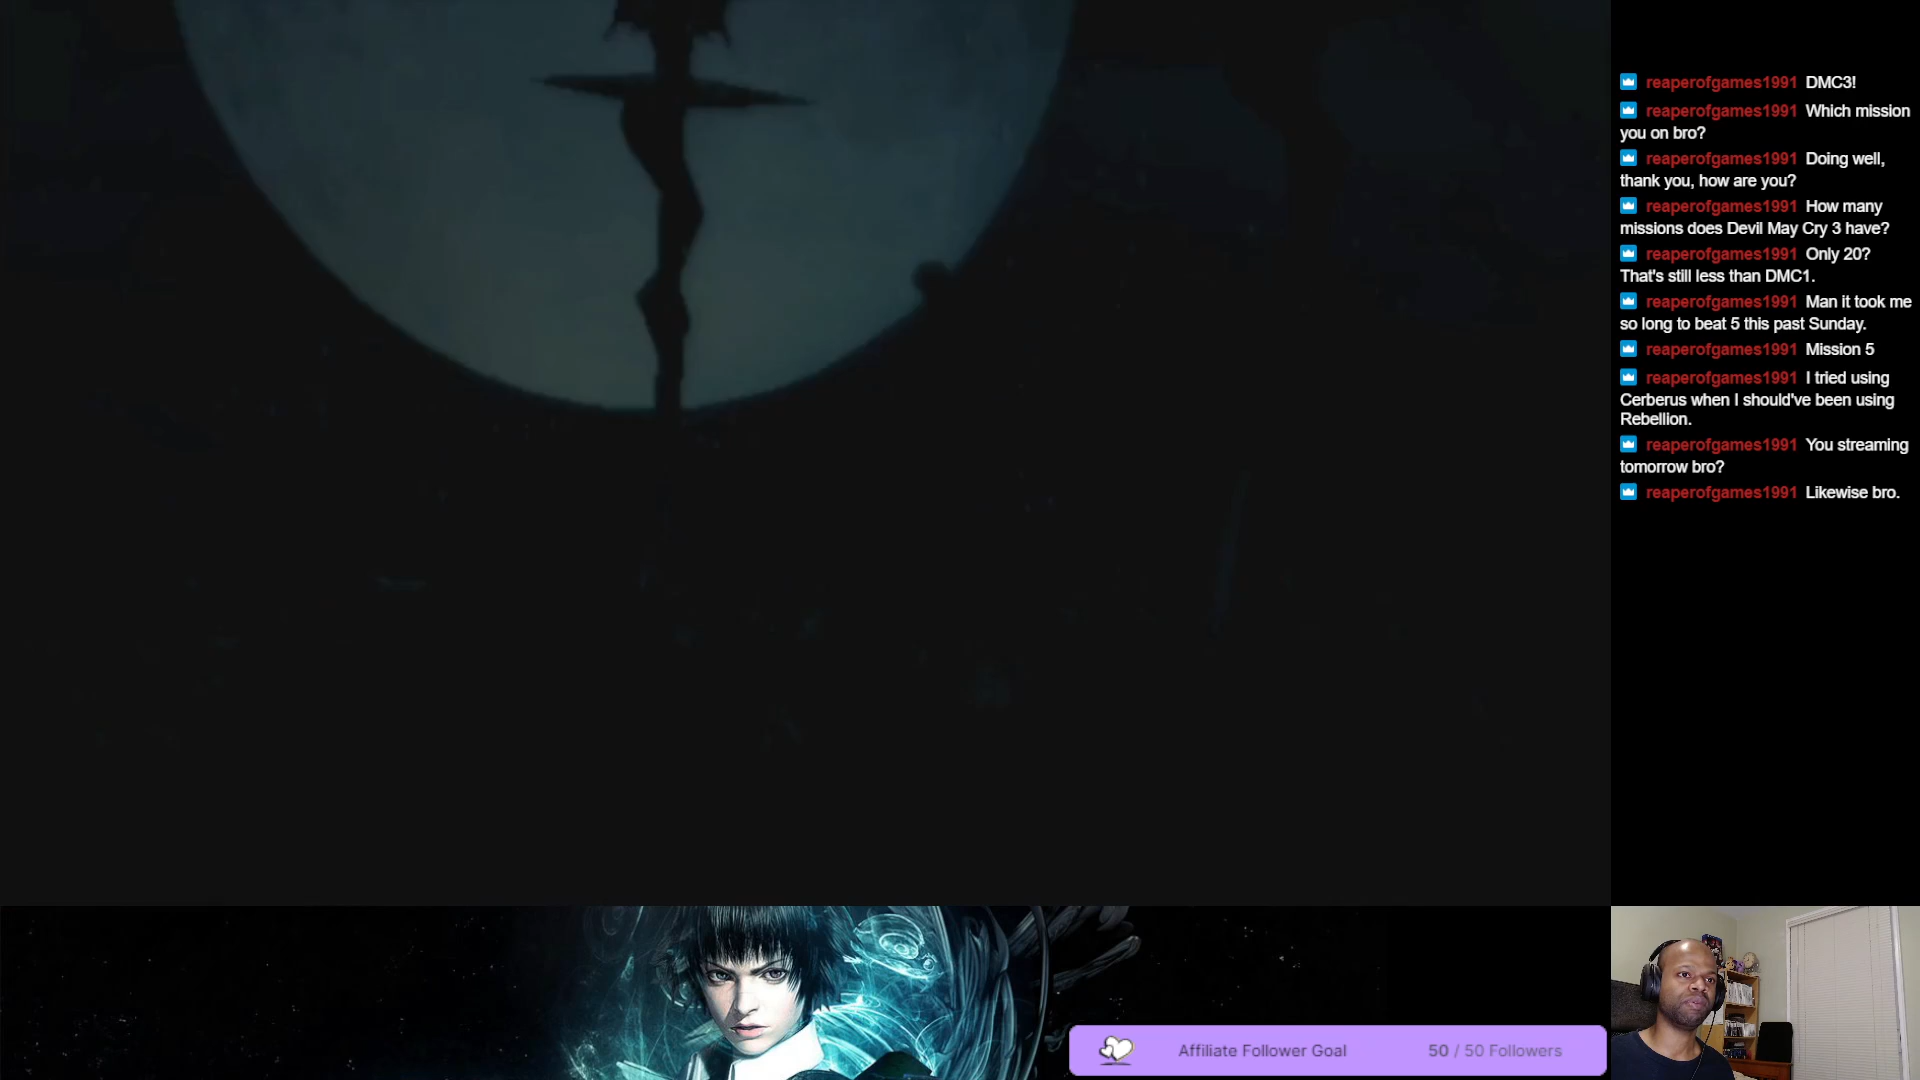 reaperofgames1991 DMC3!
reaperofgames1991 Which mission
you on bro?
reaperofgames1991 Doing well,
thank you, how are you?
reaperofgames1991 How many
missions does Devil May Cry 3 have?
reaperofgames1991 Only 20?
That's still less than DMC1.
reaperofgames1991 Man it took me
so long to beat 5 this past Sunday.
reaperofgames1991 Mission 5
reaperofgames1991 I tried using
Cerberus when I should've been using
Rebellion.
reaperofgames1991 You streaming
tomorrow bro?
reaperofgames1991 Likewise bro.
Affiliate Follower Goal 50 / 50 Followers